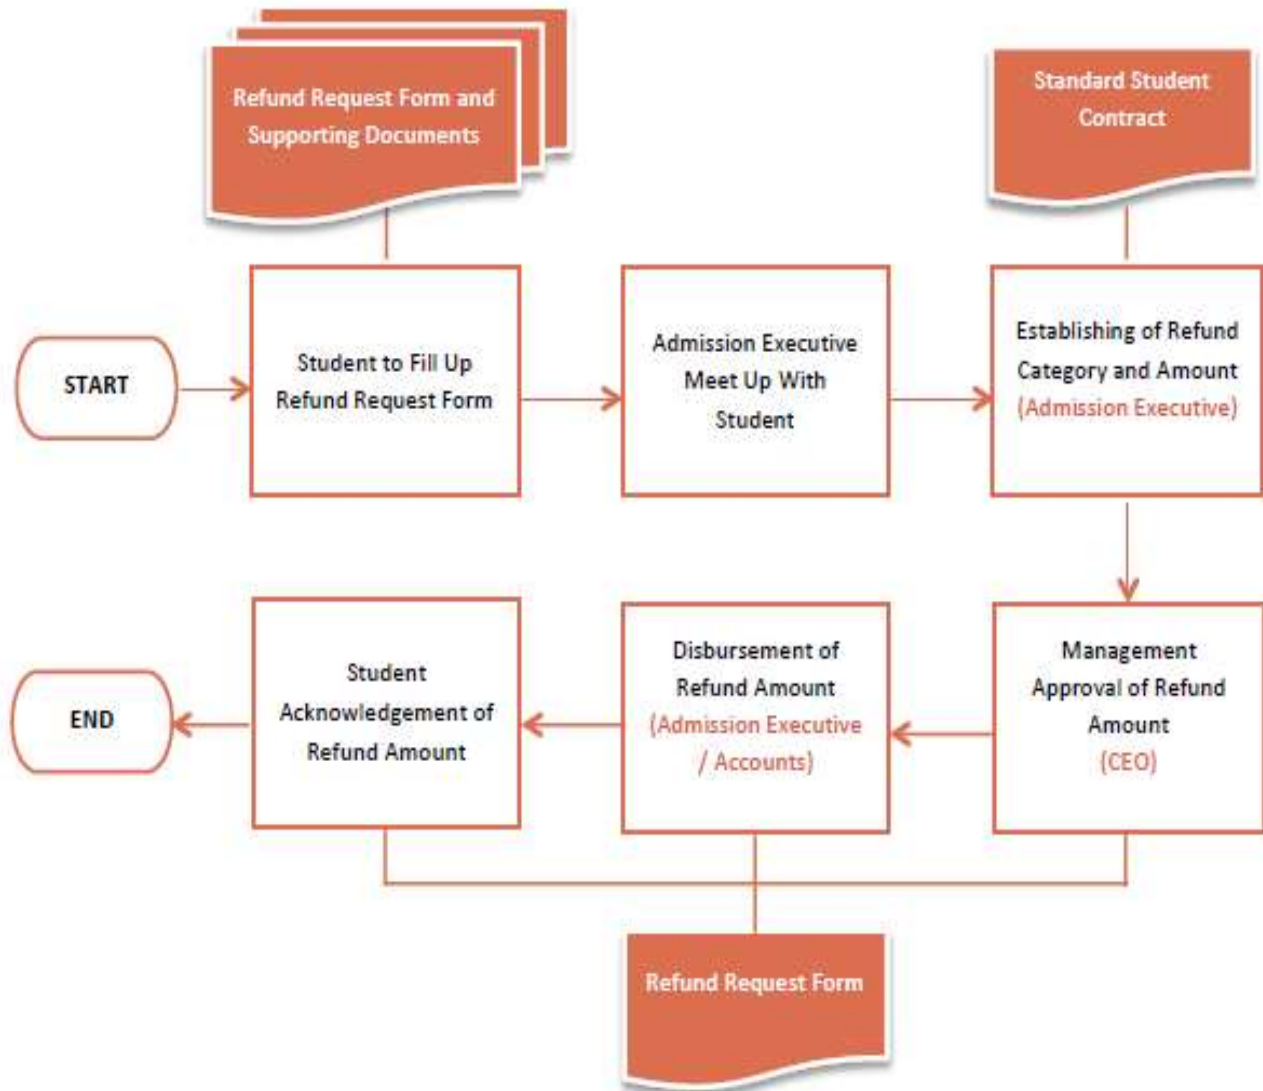 Refund Request Form and
Supporting Documents
Standard Student
Contract
START
Student to Fill Up
Refund Request Form
Admission Executive
Meet Up With
Student
Establishing of Refund
Category and Amount
(Admission Executive)
END
Student
Acknowledgement of
Refund Amount
Disbursement of
Refund Amount
(Admission Executive
/ Accounts)
Management
Approval of Refund
Amount
(CEO)
Refund Request Form